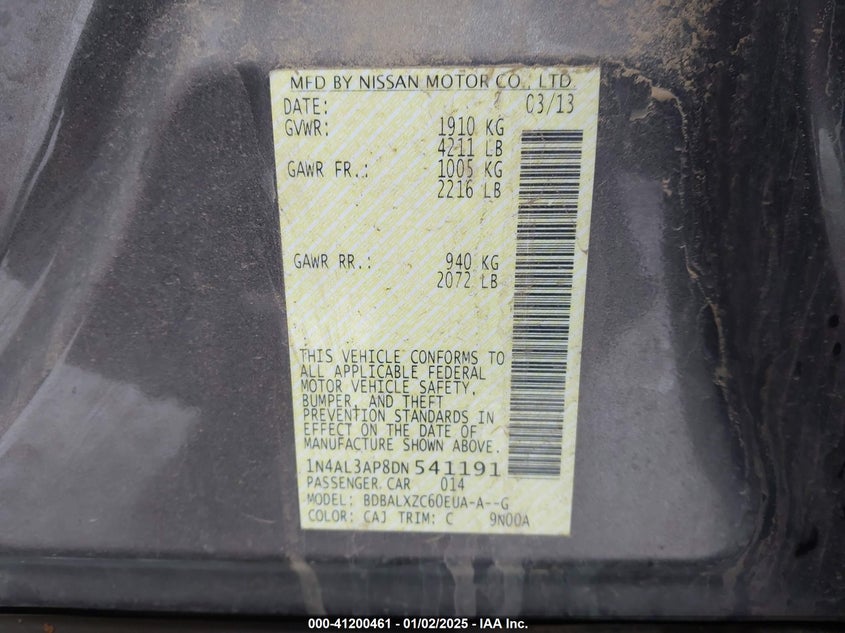 MFD BY NISSAN MOTOR CO., LTD.
DATE: 03/13
GVWR: 1910 KG
4211 LB
GAWR FR.: 1005 KG
2216 LB
GAWR RR.: 940 KG
2072 LB
THIS VEHICLE CONFORMS TO
ALL APPLICABLE FEDERAL
MOTOR VEHICLE SAFETY,
BUMPER, AND THEFT
PREVENTION STANDARDS IN
EFFECT ON THE DATE OF
MANUFACTURE SHOWN ABOVE.
1N4AL3AP8DN541191
PASSENGER CAR 014
MODEL: BDBALXZC60EUA-A--G
COLOR: CAJ TRIM: C 9N00A
000-41200461 - 01/02/2025 - IAA Inc.